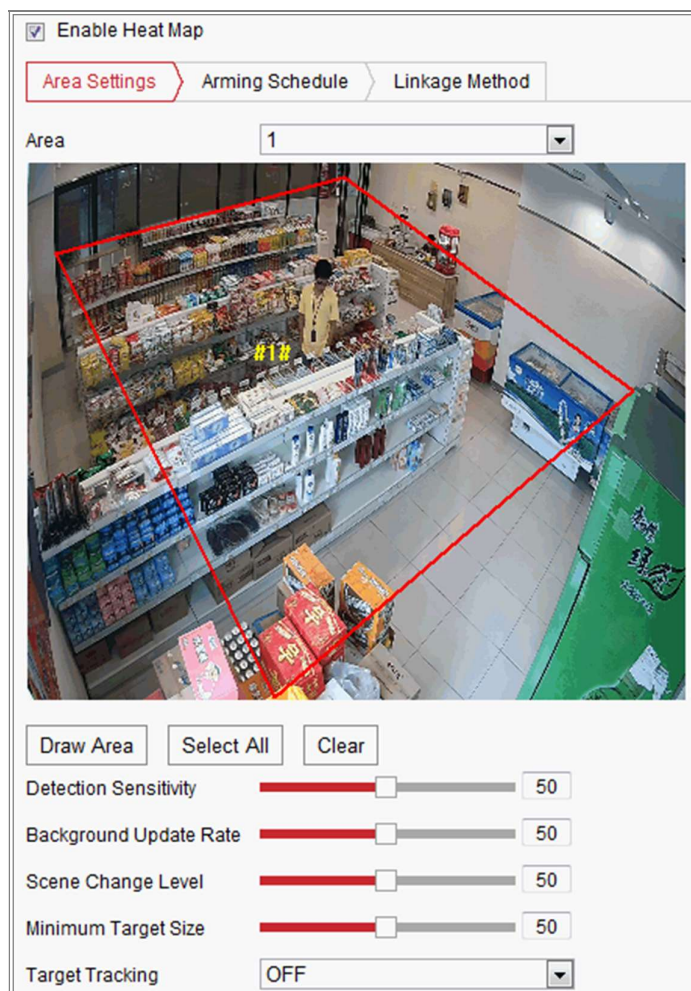 Enable Heat Map
Area Settings Arming Schedule Linkage Method
Area 1
#1#
Draw Area Select All Clear
Detection Sensitivity 50
Background Update Rate 50
Scene Change Level 50
Minimum Target Size 50
Target Tracking OFF